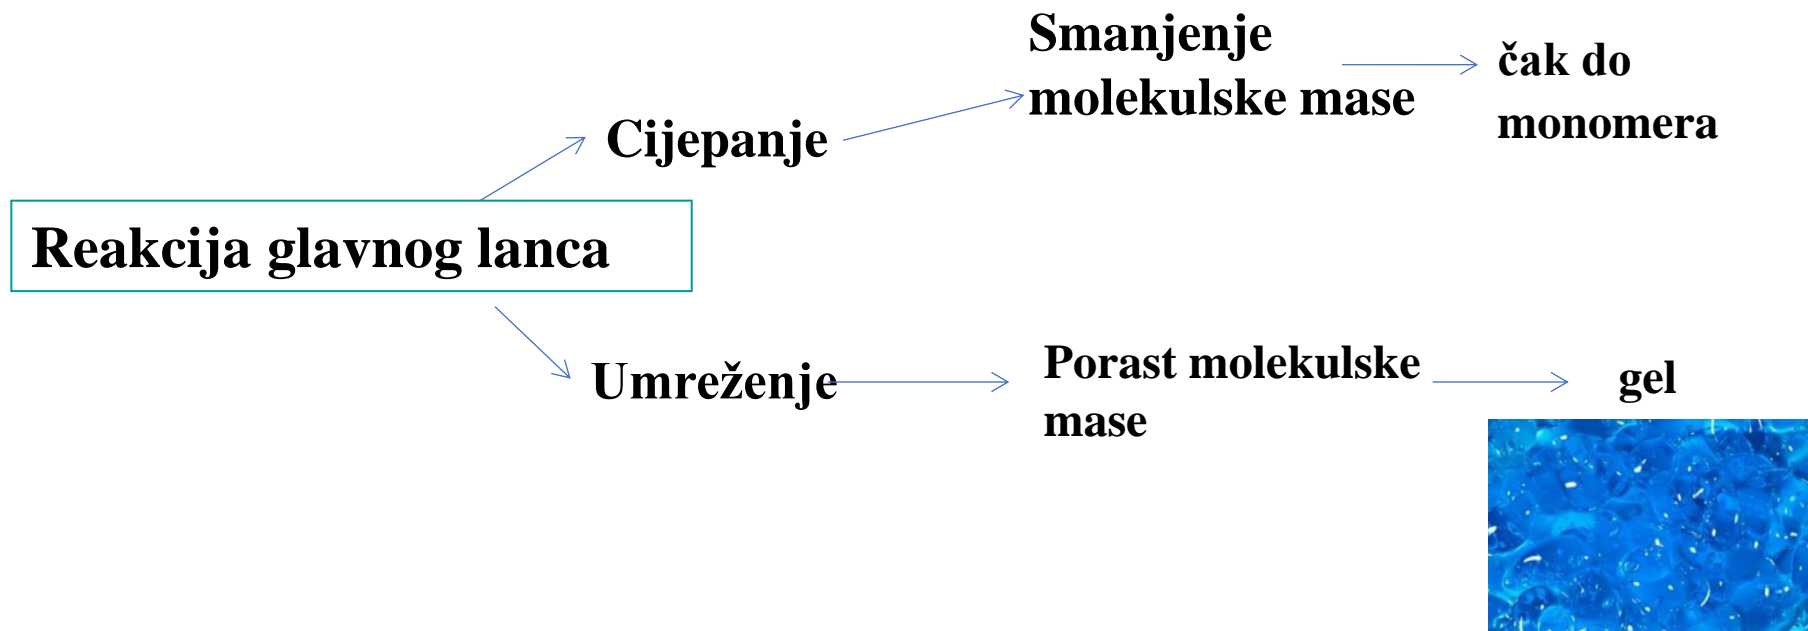 Smanjenje
molekulske mase
čak do
monomera
Cijepanje
Reakcija glavnog lanca
Umreženje
Porast molekulske
mase
gel